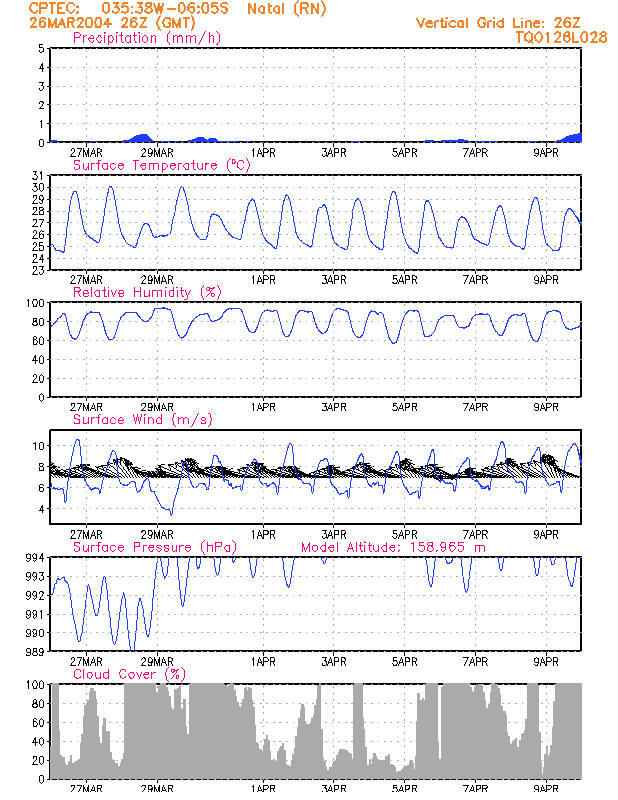 CPTEC: 035:38W-06:05S Natal (RN)
26MAR2004 26Z (GMT) Vertical Grid Line: 26Z
Precipitation (mm/h) TQ0126L028
5
4
3
2
1
0
27MAR 29MAR 1APR 3APR 5APR 7APR 9APR
Surface Temperature (°C)
31
30
29
28
27
26
25
24
23
27MAR 29MAR 1APR 3APR 5APR 7APR 9APR
Relative Humidity (%)
100
80
60
40
20
0
27MAR 29MAR 1APR 3APR 5APR 7APR 9APR
Surface Wind (m/s)
10
8
6
4
27MAR 29MAR 1APR 3APR 5APR 7APR 9APR
Surface Pressure (hPa) Model Altitude: 158.965 m
994
993
992
991
990
989
27MAR 29MAR 1APR 3APR 5APR 7APR 9APR
Cloud Cover (%)
100
80
60
40
20
0
27MAR 29MAR 1APR 3APR 5APR 7APR 9APR